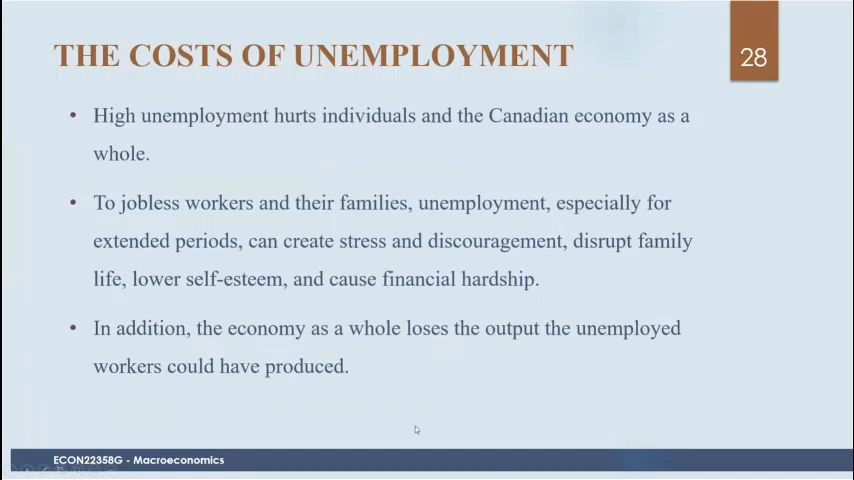 THE COSTS OF UNEMPLOYMENT
28
• High unemployment hurts individuals and the Canadian economy as a
whole.
• To jobless workers and their families, unemployment, especially for
extended periods, can create stress and discouragement, disrupt family
life, lower self-esteem, and cause financial hardship.
• In addition, the economy as a whole loses the output the unemployed
workers could have produced.
ECON22358G - Macroeconomics